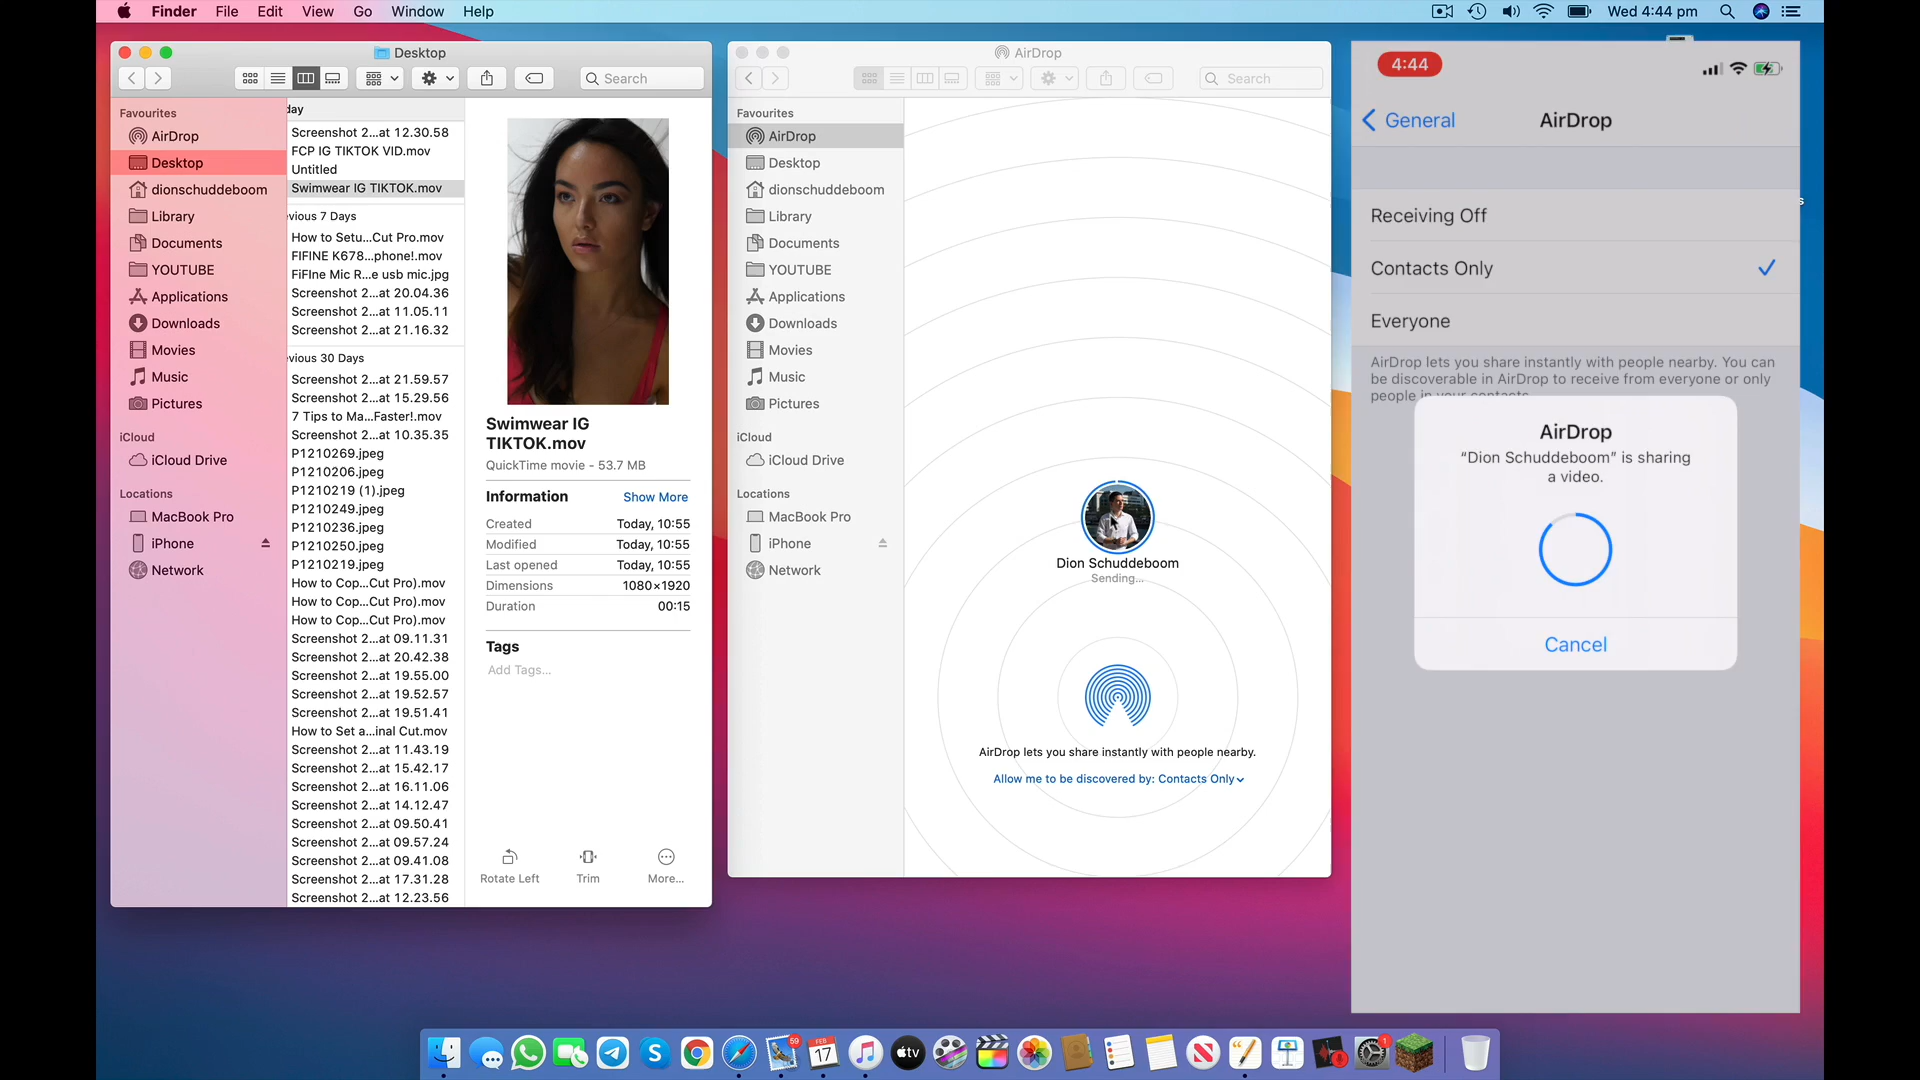 Finder File Edit View Go Window Help
Wed 4:44 pm
Desktop
Search
Favourites
AirDrop
Desktop
dionschuddeboom
Library
Documents
YOUTUBE
Applications
Downloads
Movies
Music
Pictures
iCloud
iCloud Drive
Locations
MacBook Pro
iPhone
Network
day
Screenshot 2...at 12.30.58
FCP IG TIKTOK VID.mov
Untitled
Swimwear IG TIKTOK.mov
evious 7 Days
How to Setu...Cut Pro.mov
FIFINE K678...phone!.mov
FiFIne Mic R...e usb mic.jpg
Screenshot 2...at 20.04.36
Screenshot 2...at 11.05.11
Screenshot 2...at 21.16.32
evious 30 Days
Screenshot 2...at 21.59.57
Screenshot 2...at 15.29.56
7 Tips to Ma...Faster!.mov
Screenshot 2...at 10.35.35
P1210269.jpeg
P1210206.jpeg
P1210219 (1).jpeg
P1210249.jpeg
P1210236.jpeg
P1210250.jpeg
P1210219.jpeg
How to Cop...Cut Pro).mov
How to Cop...Cut Pro).mov
How to Cop...Cut Pro).mov
Screenshot 2...at 09.11.31
Screenshot 2...at 20.42.38
Screenshot 2...at 19.55.00
Screenshot 2...at 19.52.57
Screenshot 2...at 19.51.41
How to Set a...inal Cut.mov
Screenshot 2...at 11.43.19
Screenshot 2...at 15.42.17
Screenshot 2...at 16.11.06
Screenshot 2...at 14.12.47
Screenshot 2...at 09.50.41
Screenshot 2...at 09.57.24
Screenshot 2...at 09.41.08
Screenshot 2...at 17.31.28
Screenshot 2...at 12.23.56
Swimwear IG
TIKTOK.mov
QuickTime movie - 53.7 MB
Information Show More
Created Today, 10:55
Modified Today, 10:55
Last opened Today, 10:55
Dimensions 1080×1920
Duration 00:15
Tags
Add Tags...
Rotate Left Trim More...
AirDrop
Search
Favourites
AirDrop
Desktop
dionschuddeboom
Library
Documents
YOUTUBE
Applications
Downloads
Movies
Music
Pictures
iCloud
iCloud Drive
Locations
MacBook Pro
iPhone
Network
Dion Schuddeboom
Sending...
AirDrop lets you share instantly with people nearby.
Allow me to be discovered by: Contacts Only
4:44
General AirDrop
Receiving Off
Contacts Only
Everyone
AirDrop lets you share instantly with people nearby. You can
be discoverable in AirDrop to receive from everyone or only
people in your contacts.
AirDrop
“Dion Schuddeboom” is sharing
a video.
Cancel
s
59
FEB
17
tv
1